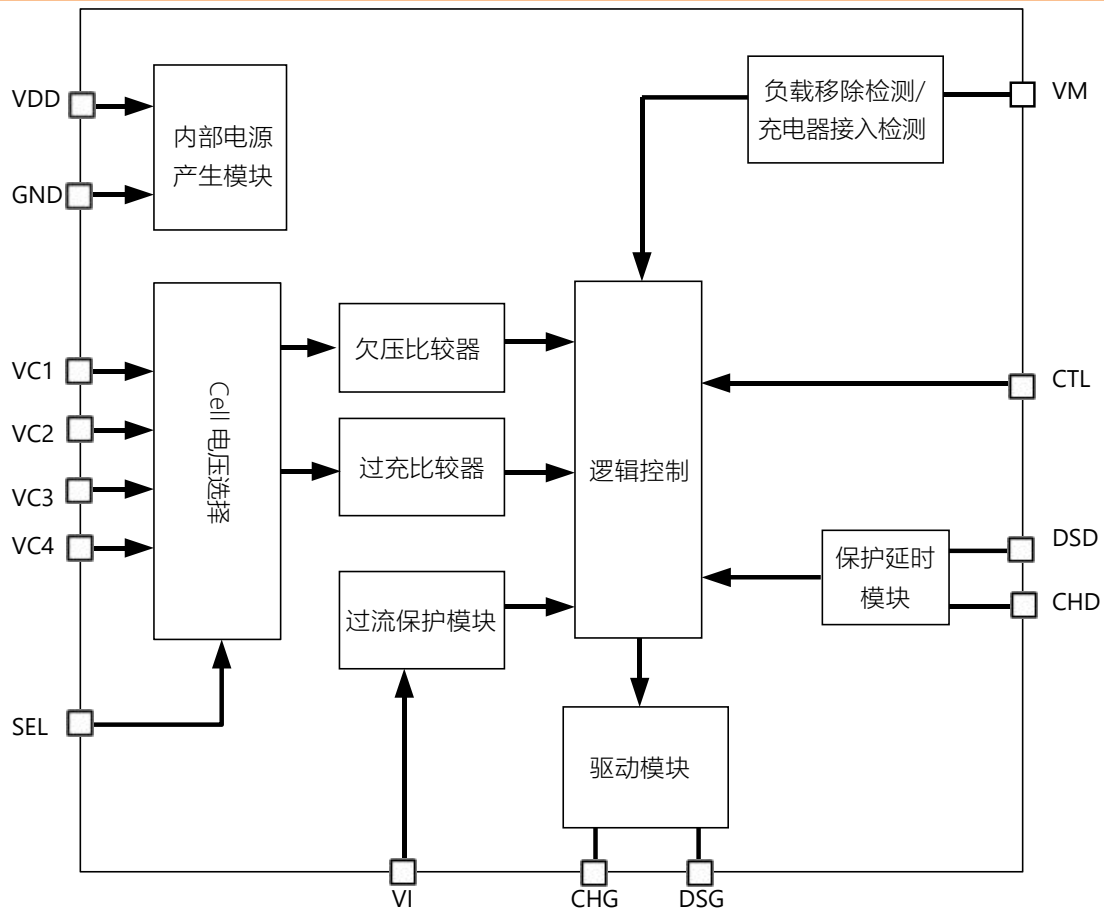 VDD
GND
内部电源
产生模块
负载移除检测/
充电器接入检测
VM
VC1
VC2
VC3
VC4
Cell 电压选择
欠压比较器
过充比较器
过流保护模块
逻辑控制
CTL
保护延时
模块
DSD
CHD
SEL
驱动模块
VI
CHG
DSG